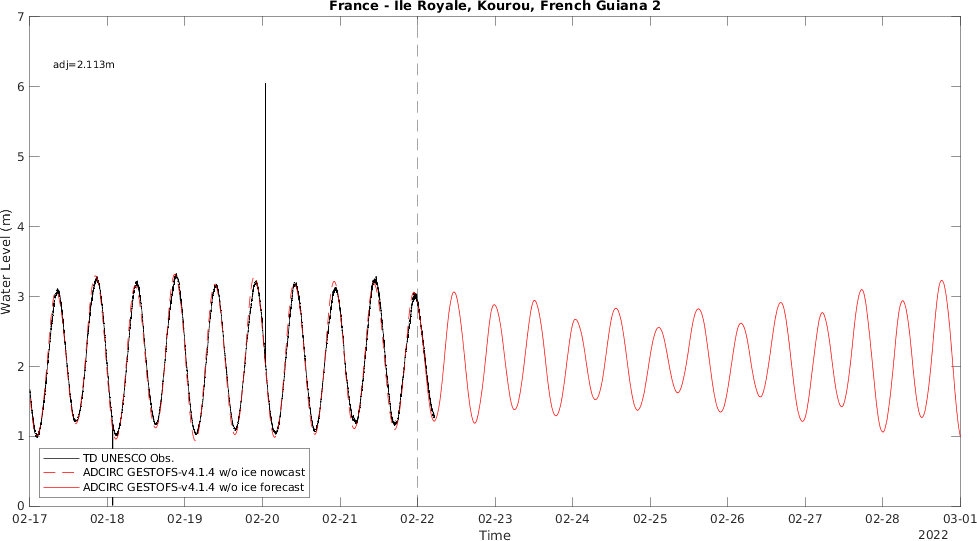 France - Ile Royale, Kourou, French Guiana 2
7
adj=2.113m
6
5
4
3
2
1
0
Water Level (m)
TD UNESCO Obs.
ADCIRC GESTOFS-v4.1.4 w/o ice nowcast
ADCIRC GESTOFS-v4.1.4 w/o ice forecast
02-17 02-18 02-19 02-20 02-21 02-22 02-23 02-24 02-25 02-26 02-27 02-28 03-01
Time
2022